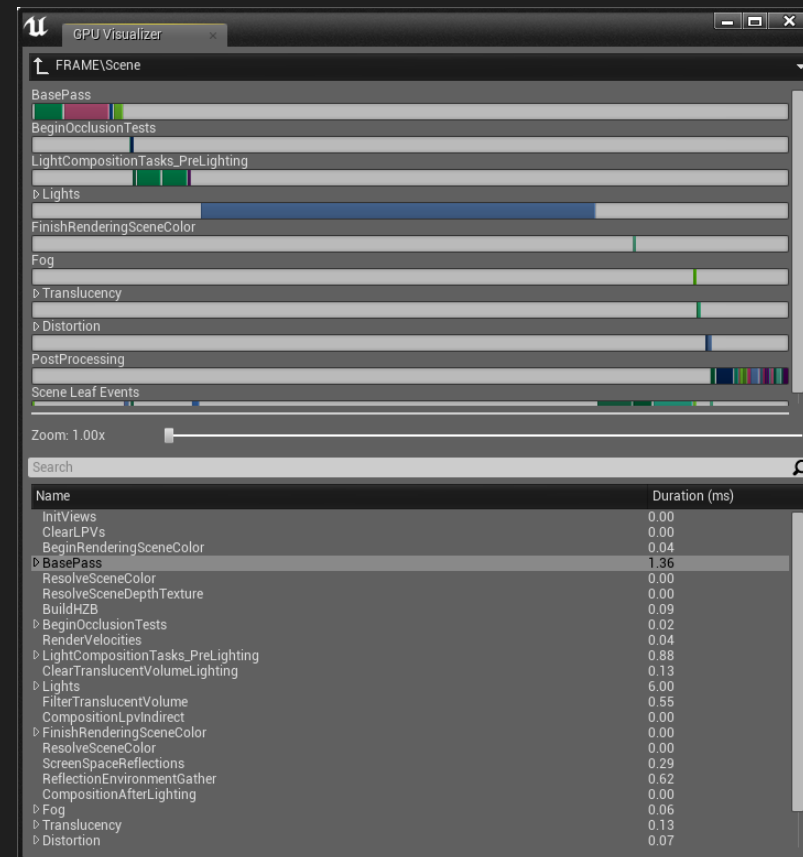 GPU Visualizer
FRAME\Scene
BasePass
BeginOcclusionTests
LightCompositionTasks_PreLighting
Lights
FinishRenderingSceneColor
Fog
Translucency
Distortion
PostProcessing
Scene Leaf Events
Zoom: 1.00x
Search
Name Duration (ms)
InitViews 0.00
ClearLPVs 0.00
BeginRenderingSceneColor 0.04
BasePass 1.36
ResolveSceneColor 0.00
ResolveSceneDepthTexture 0.00
BuildHZB 0.09
BeginOcclusionTests 0.02
RenderVelocities 0.04
LightCompositionTasks_PreLighting 0.88
ClearTranslucentVolumeLighting 0.13
Lights 6.00
FilterTranslucentVolume 0.55
CompositionLpvIndirect 0.00
FinishRenderingSceneColor 0.00
ResolveSceneColor 0.00
ScreenSpaceReflections 0.29
ReflectionEnvironmentGather 0.62
CompositionAfterLighting 0.00
Fog 0.06
Translucency 0.13
Distortion 0.07